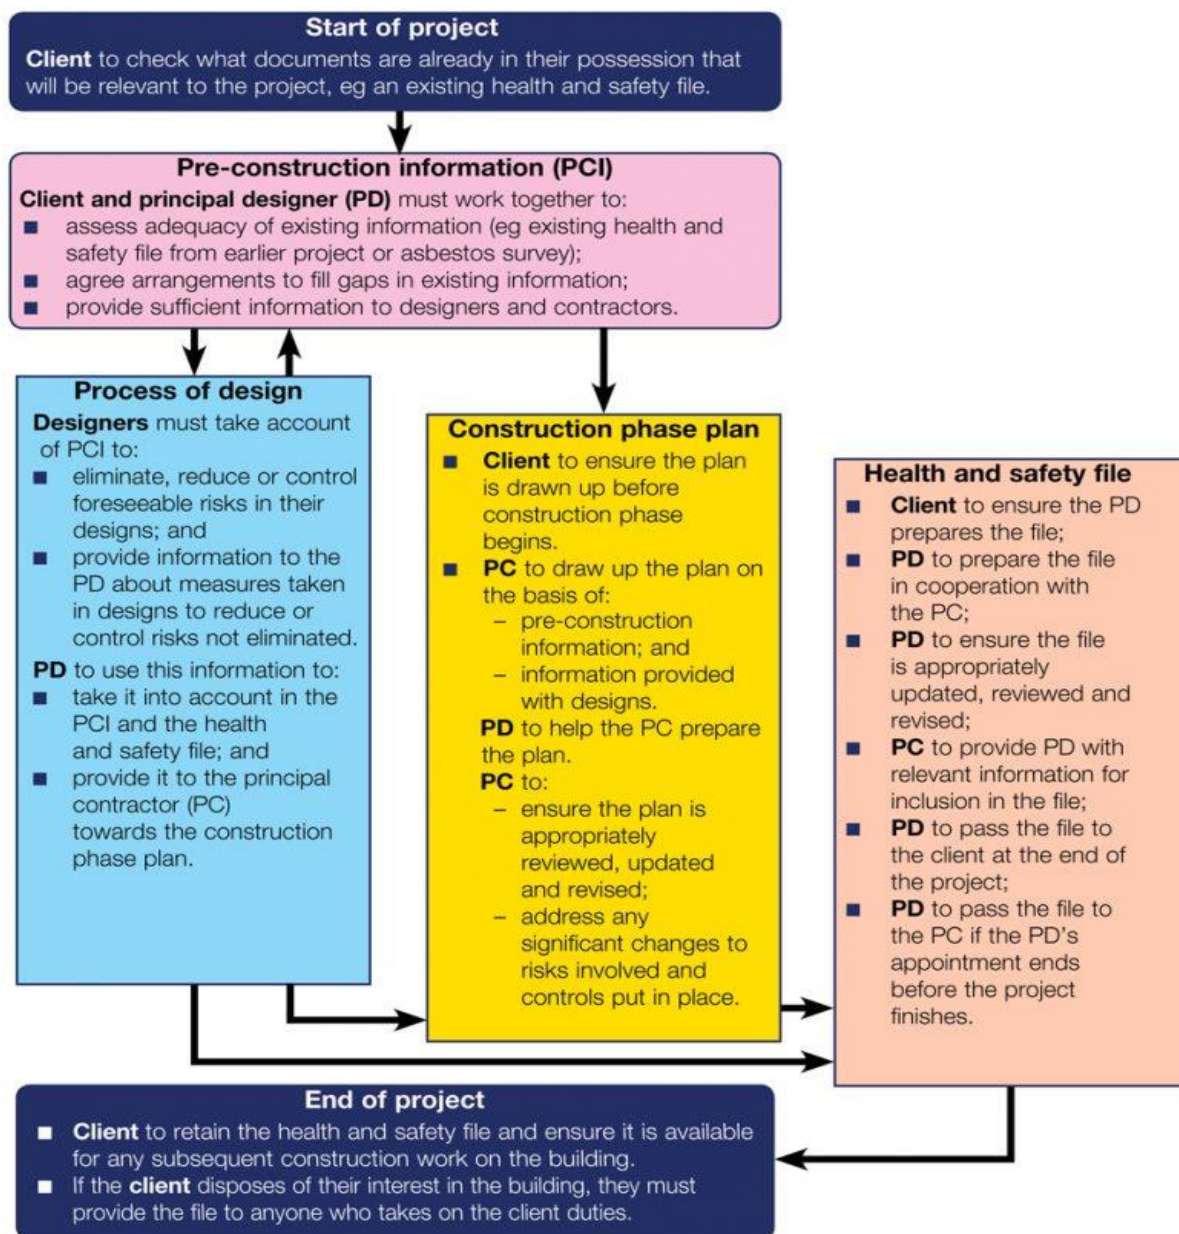 Start of project
Client to check what documents are already in their possession that
will be relevant to the project, eg an existing health and safety file.
Pre-construction information (PCI)
Client and principal designer (PD) must work together to:
■ assess adequacy of existing information (eg existing health and
safety file from earlier project or asbestos survey);
■ agree arrangements to fill gaps in existing information;
■ provide sufficient information to designers and contractors.
Process of design
Designers must take account
of PCI to:
■ eliminate, reduce or control
foreseeable risks in their
designs; and
■ provide information to the
PD about measures taken
in designs to reduce or
control risks not eliminated.
PD to use this information to:
■ take it into account in the
PCI and the health
and safety file; and
■ provide it to the principal
contractor (PC)
towards the construction
phase plan.
Construction phase plan
■ Client to ensure the plan
is drawn up before
construction phase
begins.
■ PC to draw up the plan on
the basis of:
– pre-construction
information; and
– information provided
with designs.
PD to help the PC prepare
the plan.
PC to:
– ensure the plan is
appropriately
reviewed, updated
and revised;
– address any
significant changes to
risks involved and
controls put in place.
Health and safety file
■ Client to ensure the PD
prepares the file;
■ PD to prepare the file
in cooperation with
the PC;
■ PD to ensure the file
is appropriately
updated, reviewed and
revised;
■ PC to provide PD with
relevant information for
inclusion in the file;
■ PD to pass the file to
the client at the end of
the project;
■ PD to pass the file to
the PC if the PD's
appointment ends
before the project
finishes.
End of project
■ Client to retain the health and safety file and ensure it is available
for any subsequent construction work on the building.
■ If the client disposes of their interest in the building, they must
provide the file to anyone who takes on the client duties.